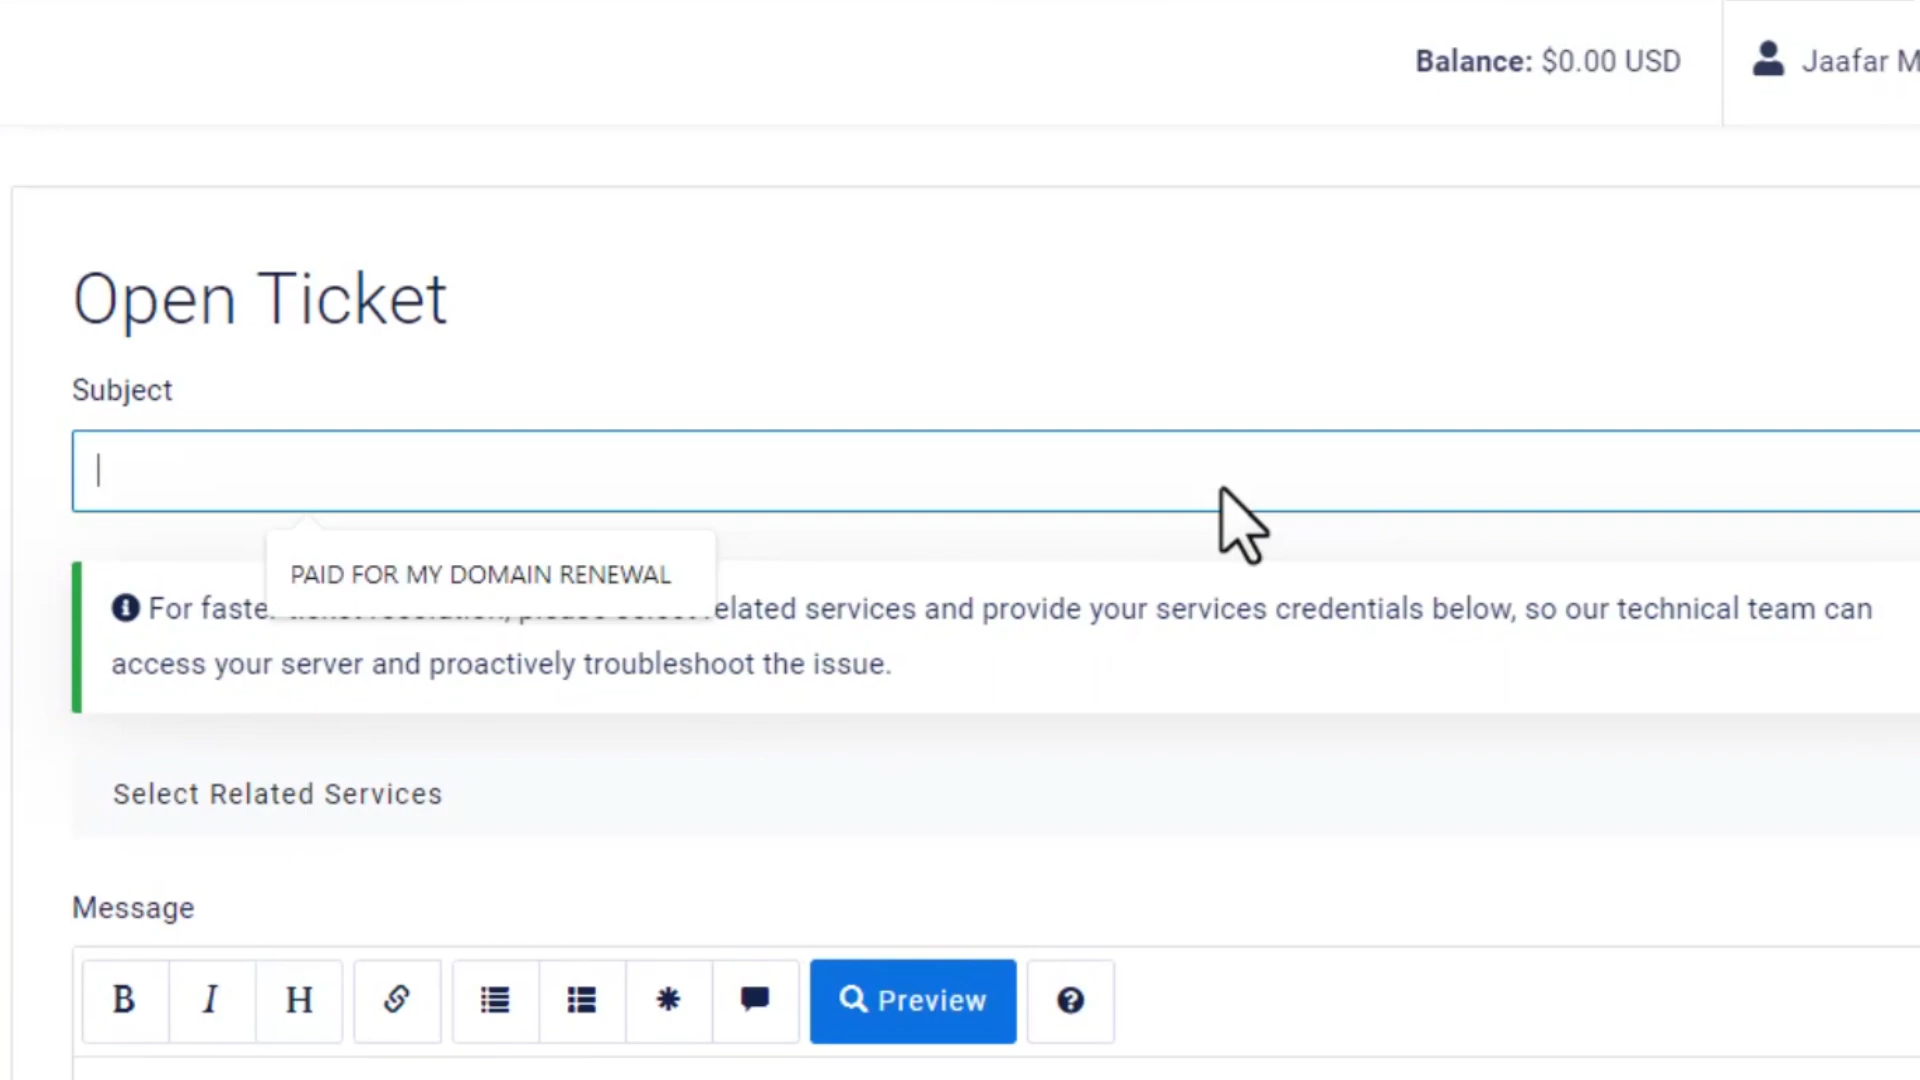 Balance: $0.00 USD
Jaafar M
Open Ticket
Subject
PAID FOR MY DOMAIN RENEWAL
For faste elated services and provide your services credentials below, so our technical team can
access your server and proactively troubleshoot the issue.
Select Related Services
Message
B I H Preview